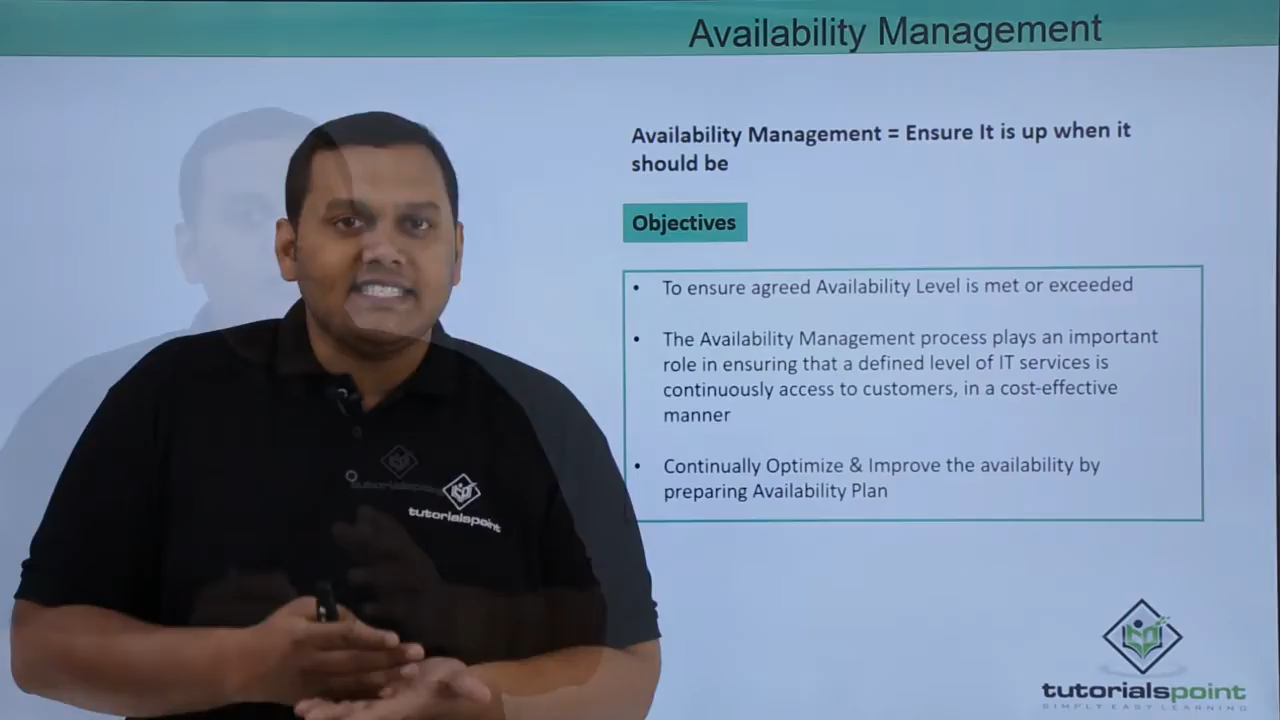 Availability Management
Availability Management = Ensure It is up when it
should be
Objectives
• To ensure agreed Availability Level is met or exceeded
• The Availability Management process plays an important
role in ensuring that a defined level of IT services is
continuously access to customers, in a cost-effective
manner
• Continually Optimize & Improve the availability by
preparing Availability Plan
tutorialspoint
tutorialspoint
tutorialspoint
SIMPLY EASY LEARNING